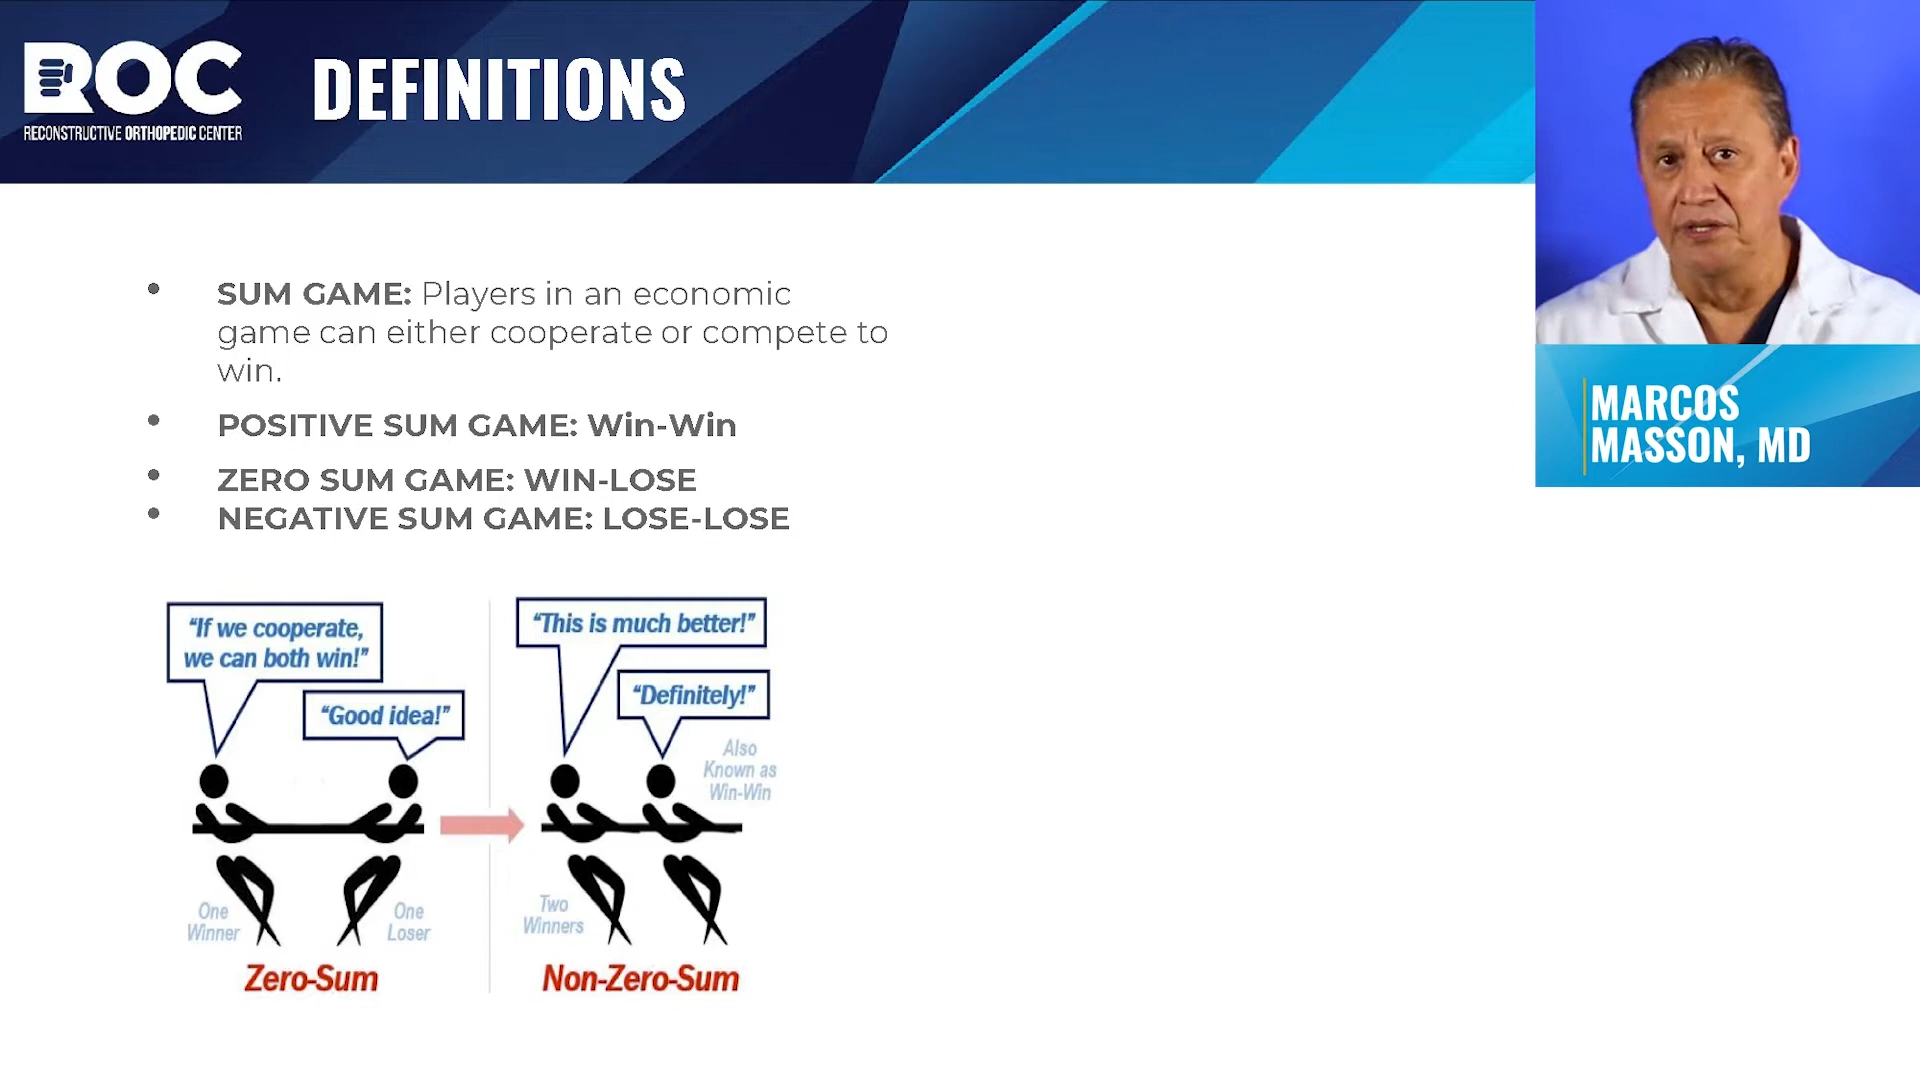 ROC
RECONSTRUCTIVE ORTHOPEDIC CENTER
DEFINITIONS
MARCOS
MASSON, MD
• SUM GAME: Players in an economic
game can either cooperate or compete to
win.
• POSITIVE SUM GAME: Win-Win
• ZERO SUM GAME: WIN-LOSE
• NEGATIVE SUM GAME: LOSE-LOSE
“If we cooperate,
we can both win!”
“Good idea!”
One
Winner
One
Loser
Zero-Sum
“This is much better!”
“Definitely!”
Also
Known as
Win-Win
Two
Winners
Non-Zero-Sum